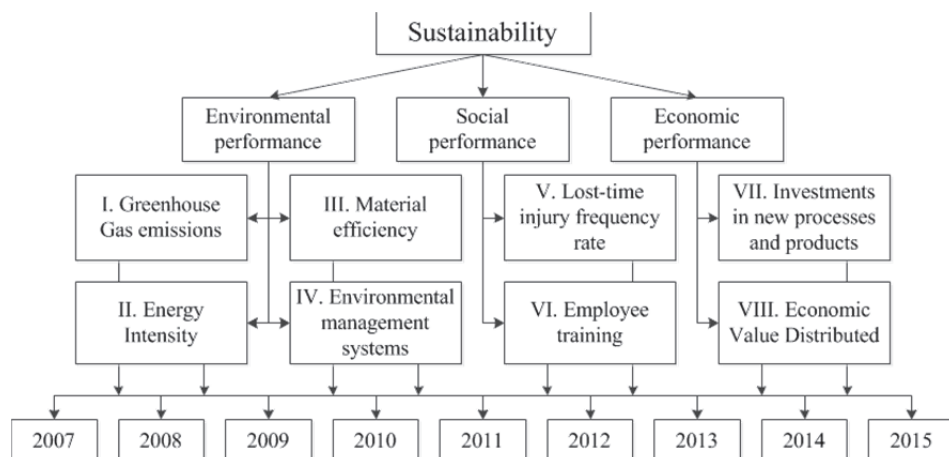 Sustainability
Environmental
performance
Social
performance
Economic
performance
I. Greenhouse
Gas emissions
III. Material
efficiency
V. Lost-time
injury frequency
rate
VII. Investments
in new processes
and products
II. Energy
Intensity
IV. Environmental
management
systems
VI. Employee
training
VIII. Economic
Value Distributed
2007
2008
2009
2010
2011
2012
2013
2014
2015